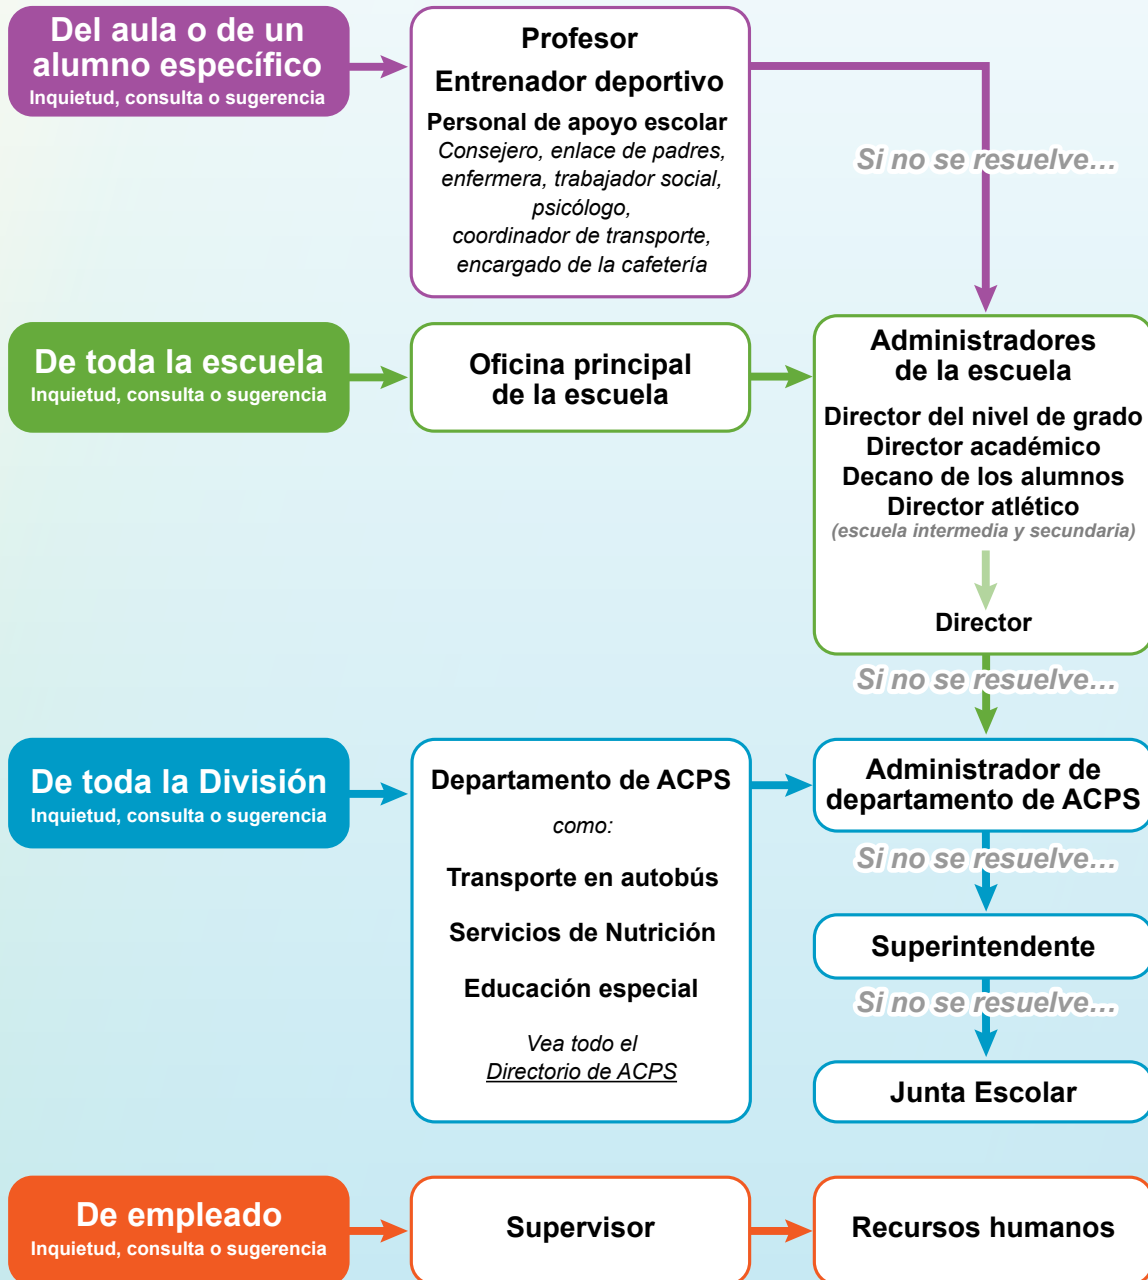 Del aula o de un
alumno específico
Inquietud, consulta o sugerencia
Profesor
Entrenador deportivo
Personal de apoyo escolar
Consejero, enlace de padres,
enfermera, trabajador social,
psicólogo,
coordinador de transporte,
encargado de la cafetería
Si no se resuelve…
De toda la escuela
Inquietud, consulta o sugerencia
Oficina principal
de la escuela
Administradores
de la escuela
Director del nivel de grado
Director académico
Decano de los alumnos
Director atlético
(escuela intermedia y secundaria)
Director
Si no se resuelve…
De toda la División
Inquietud, consulta o sugerencia
Departamento de ACPS
como:
Transporte en autobús
Servicios de Nutrición
Educación especial
Vea todo el
Directorio de ACPS
Administrador de
departamento de ACPS
Si no se resuelve…
Superintendente
Si no se resuelve…
Junta Escolar
De empleado
Inquietud, consulta o sugerencia
Supervisor
Recursos humanos